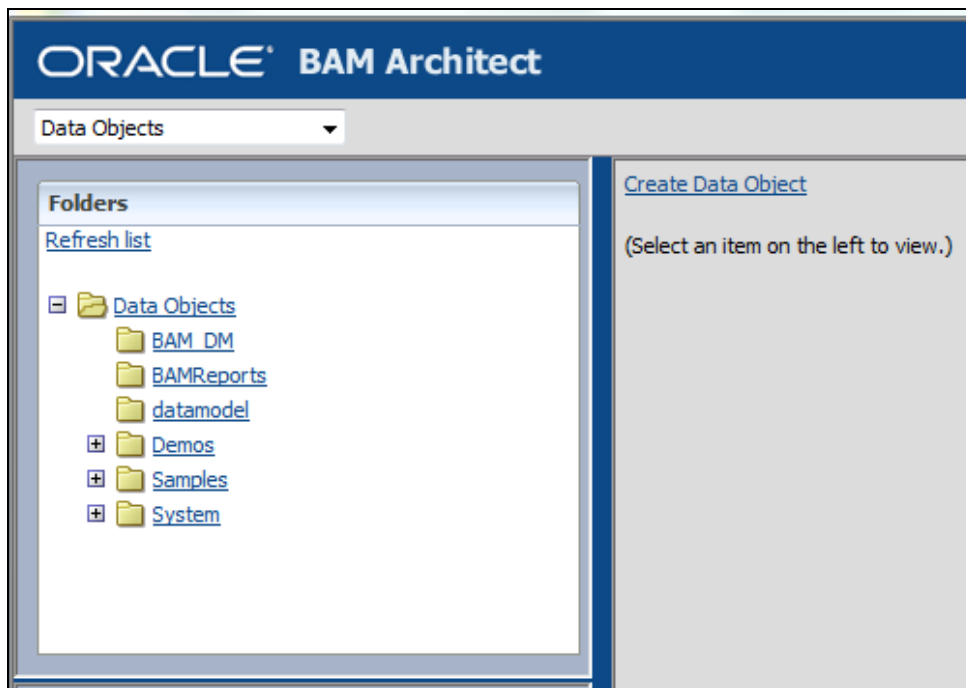 ORACLE BAM Architect
Data Objects
Folders
Refresh list
Data Objects
BAM_DM
BAMReports
datamodel
Demos
Samples
System
Create Data Object
(Select an item on the left to view.)